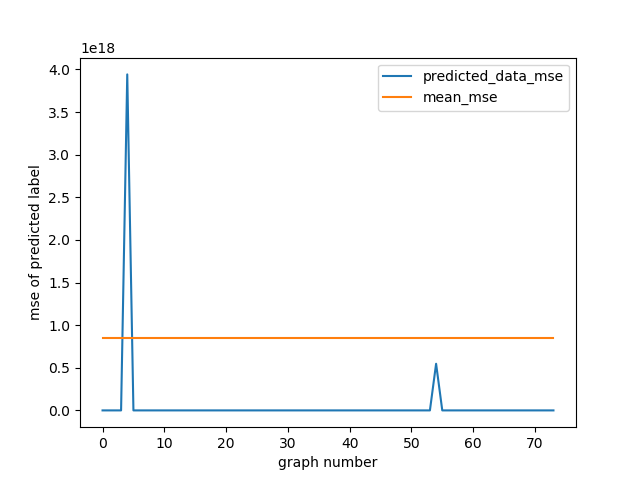 1e18
4.0
3.5
3.0
2.5
2.0
1.5
1.0
0.5
0.0
mse of predicted label
predicted_data_mse
mean_mse
0 10 20 30 40 50 60 70
graph number